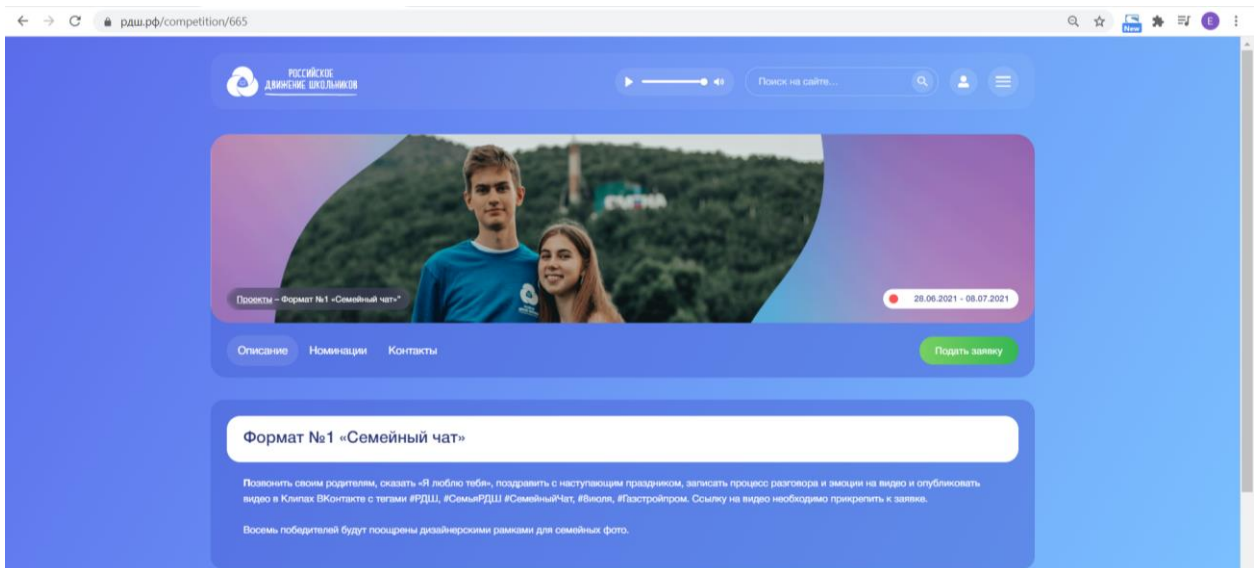 рдш.рф/competition/665
New
E
РОССИЙСКОЕ
ДВИЖЕНИЕ ШКОЛЬНИКОВ
Поиск на сайте...
Проекты – Формат №1 «Семейный чат»"
28.06.2021 - 08.07.2021
Описание Номинации Контакты
Подать заявку
Формат №1 «Семейный чат»
Позвонить своим родителям, сказать «Я люблю тебя», поздравить с наступающим праздником, записать процесс разговора и эмоции на видео и опубликовать
видео в Клипах ВКонтакте с тегами #РДШ, #СемьяРДШ #СемейныйЧат, #8июля, #Газстройпром. Ссылку на видео необходимо прикрепить к заявке.
Восемь победителей будут поощрены дизайнерскими рамками для семейных фото.